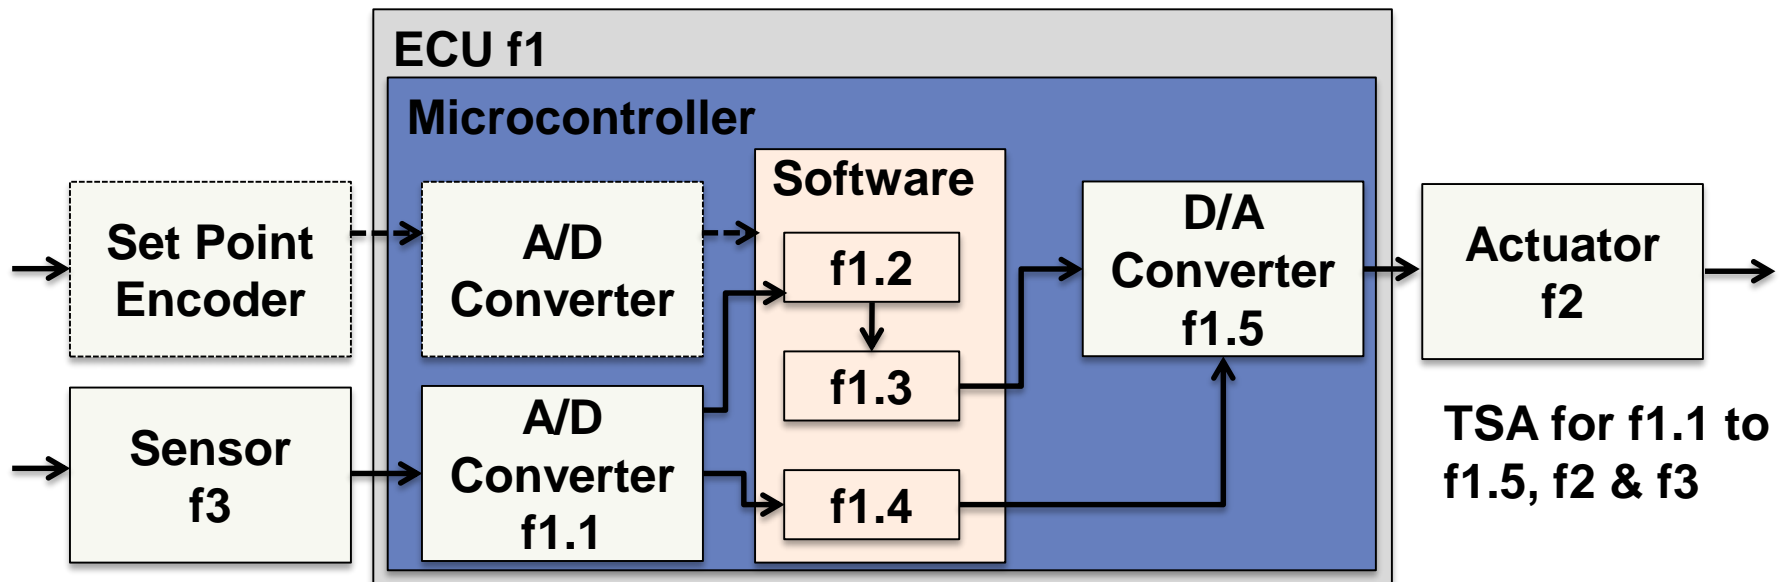 ECU f1
Microcontroller
Set Point
Encoder
A/D
Converter
Software
f1.2
f1.3
f1.4
D/A
Converter
f1.5
Actuator
f2
Sensor
f3
A/D
Converter
f1.1
TSA for f1.1 to
f1.5, f2 & f3